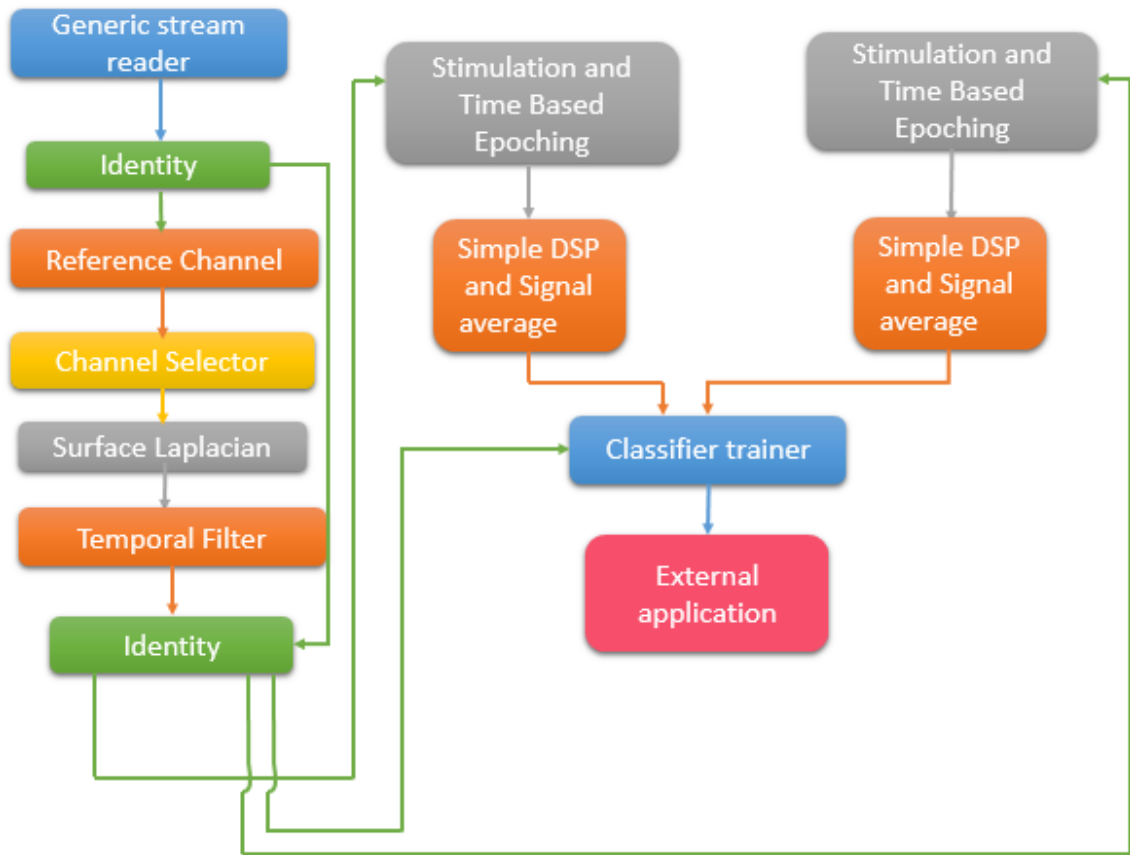 Generic stream
reader
Identity
Reference Channel
Channel Selector
Surface Laplacian
Temporal Filter
Identity
Stimulation and
Time Based
Epoching
Simple DSP
and Signal
average
Stimulation and
Time Based
Epoching
Simple DSP
and Signal
average
Classifier trainer
External
application